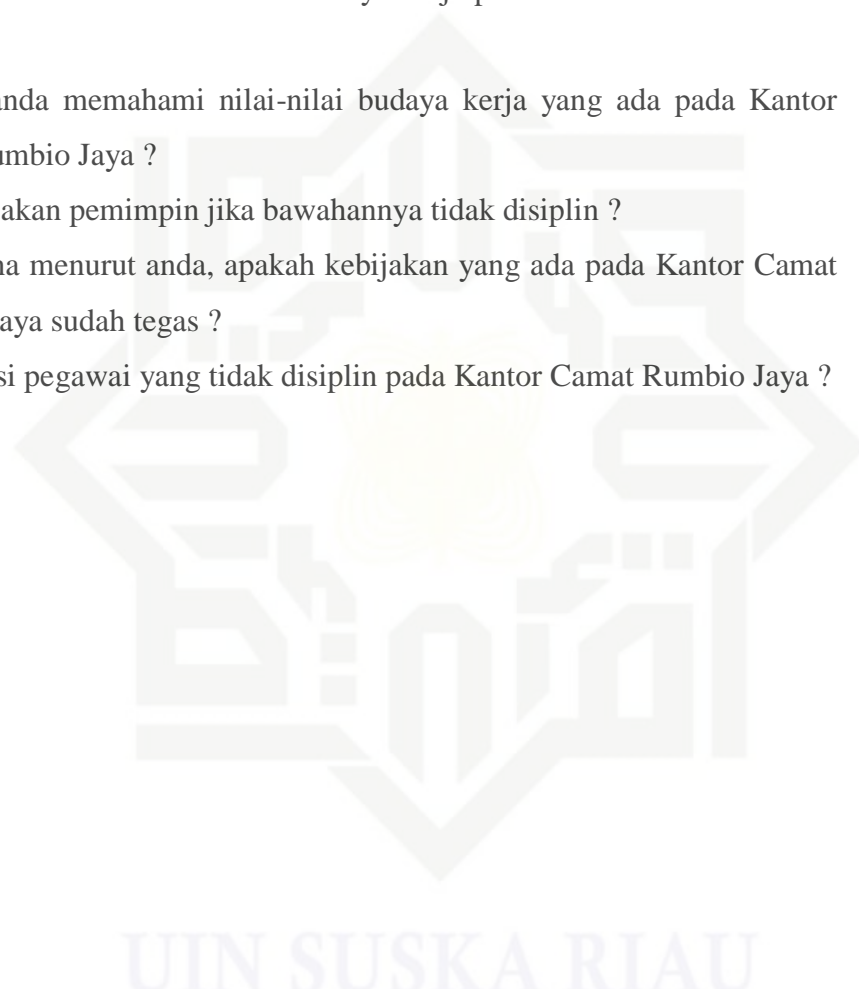 anda memahami nilai-nilai budaya kerja yang ada pada Kantor
umbio Jaya ?
akan pemimpin jika bawahannya tidak disiplin ?
na menurut anda, apakah kebijakan yang ada pada Kantor Camat
aya sudah tegas ?
si pegawai yang tidak disiplin pada Kantor Camat Rumbio Jaya ?
UIN SUSKA RIAU